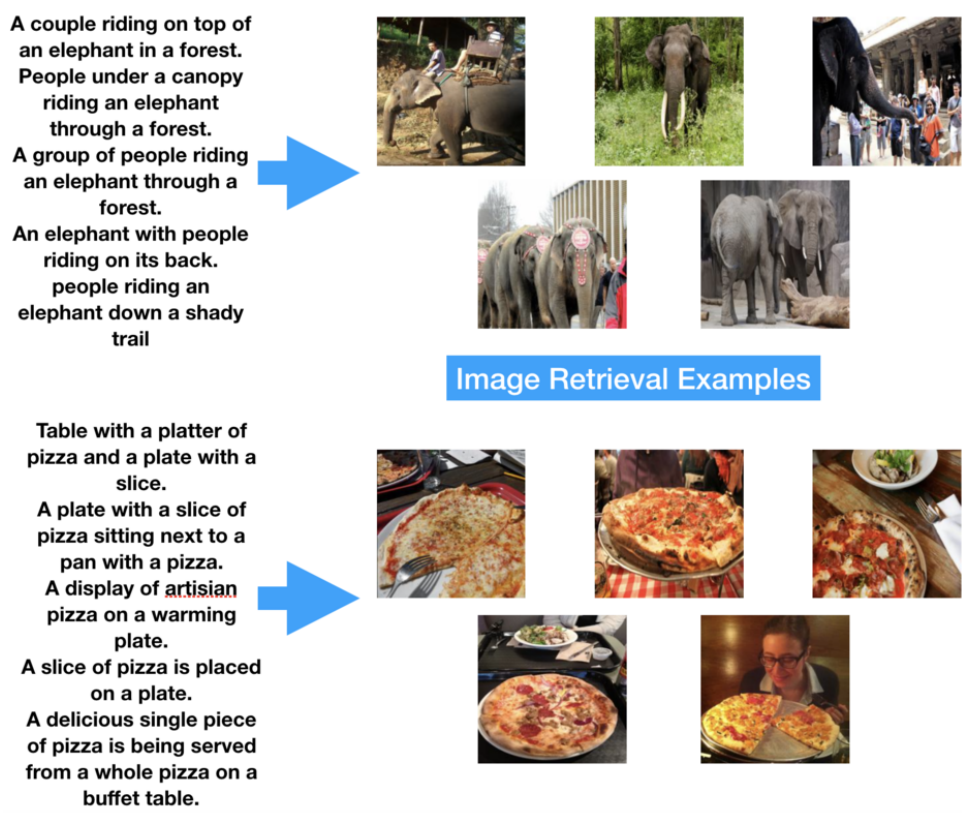 A couple riding on top of
an elephant in a forest.
People under a canopy
riding an elephant
through a forest.
A group of people riding
an elephant through a
forest.
An elephant with people
riding on its back.
people riding an
elephant down a shady
trail
Image Retrieval Examples
Table with a platter of
pizza and a plate with a
slice.
A plate with a slice of
pizza sitting next to a
pan with a pizza.
A display of artisian
pizza on a warming
plate.
A slice of pizza is placed
on a plate.
A delicious single piece
of pizza is being served
from a whole pizza on a
buffet table.